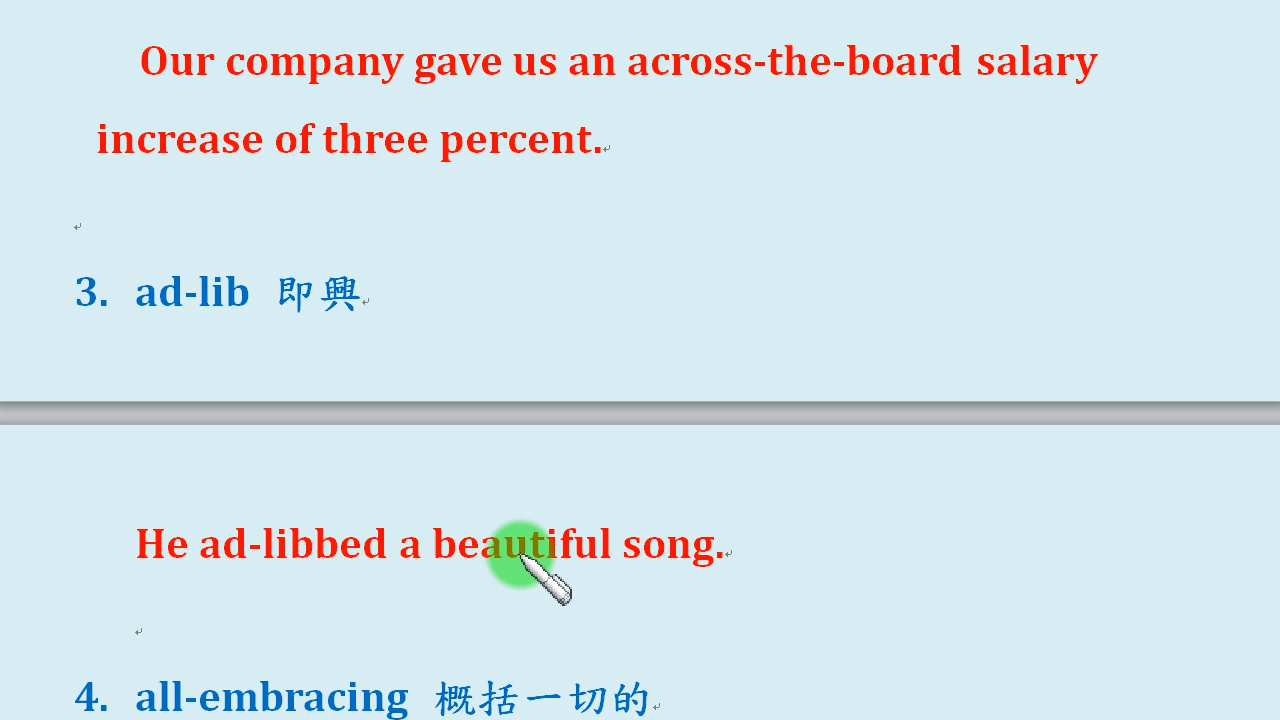 Our company gave us an across-the-board salary
increase of three percent.
3. ad-lib 即興
He ad-libbed a beautiful song.
4. all-embracing 概括一切的